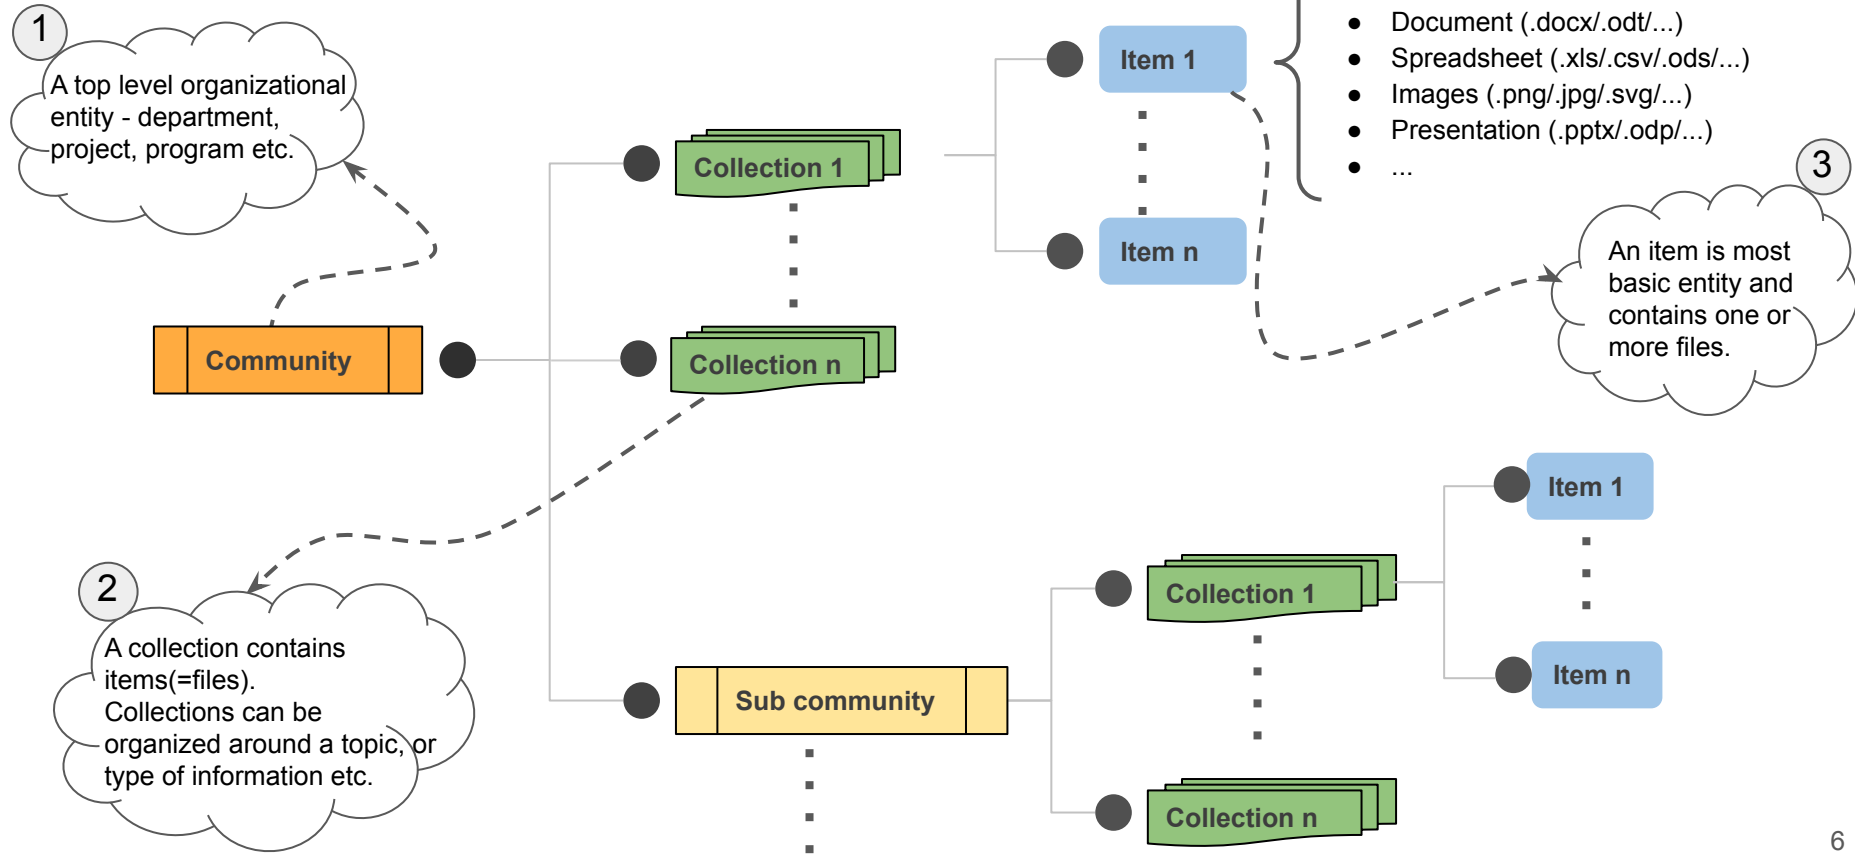 1
A top level organizational
entity - department,
project, program etc.
Community
Collection 1
Collection n
Item 1
Item n
● Document (.docx/.odt/...)
● Spreadsheet (.xls/.csv/.ods/...)
● Images (.png/.jpg/.svg/...)
● Presentation (.pptx/.odp/...)
● ...
3
An item is most
basic entity and
contains one or
more files.
2
A collection contains
items(=files).
Collections can be
organized around a topic, or
type of information etc.
Sub community
Collection 1
Collection n
Item 1
Item n
6